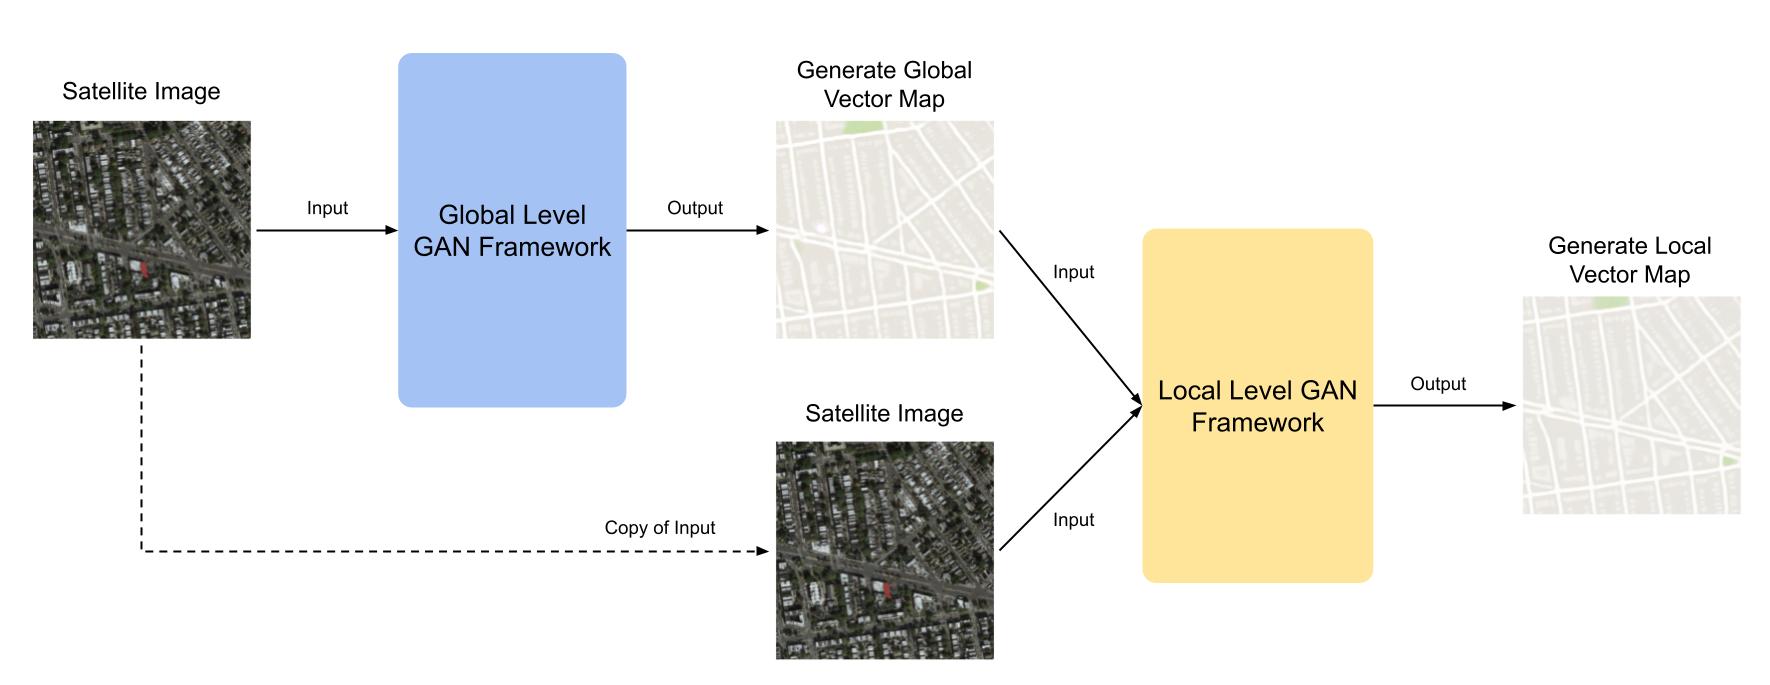 Satellite Image
Input
Global Level
GAN Framework
Output
Generate Global
Vector Map
Input
Copy of Input
Satellite Image
Input
Local Level GAN
Framework
Output
Generate Local
Vector Map